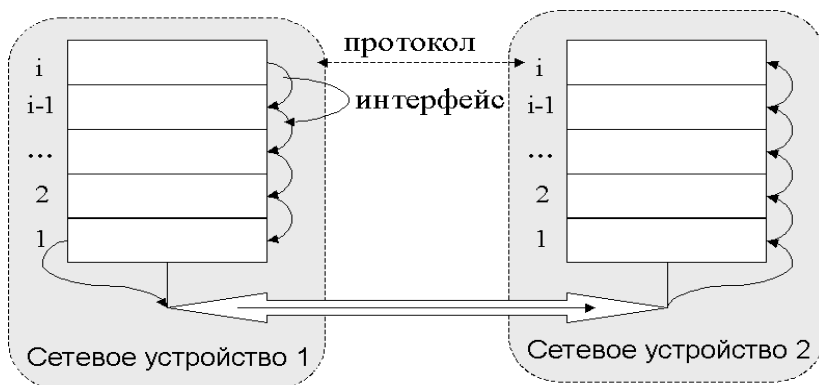 протокол
интерфейс
i
i-1
...
2
1
Сетевое устройство 1
i
i-1
...
2
1
Сетевое устройство 2